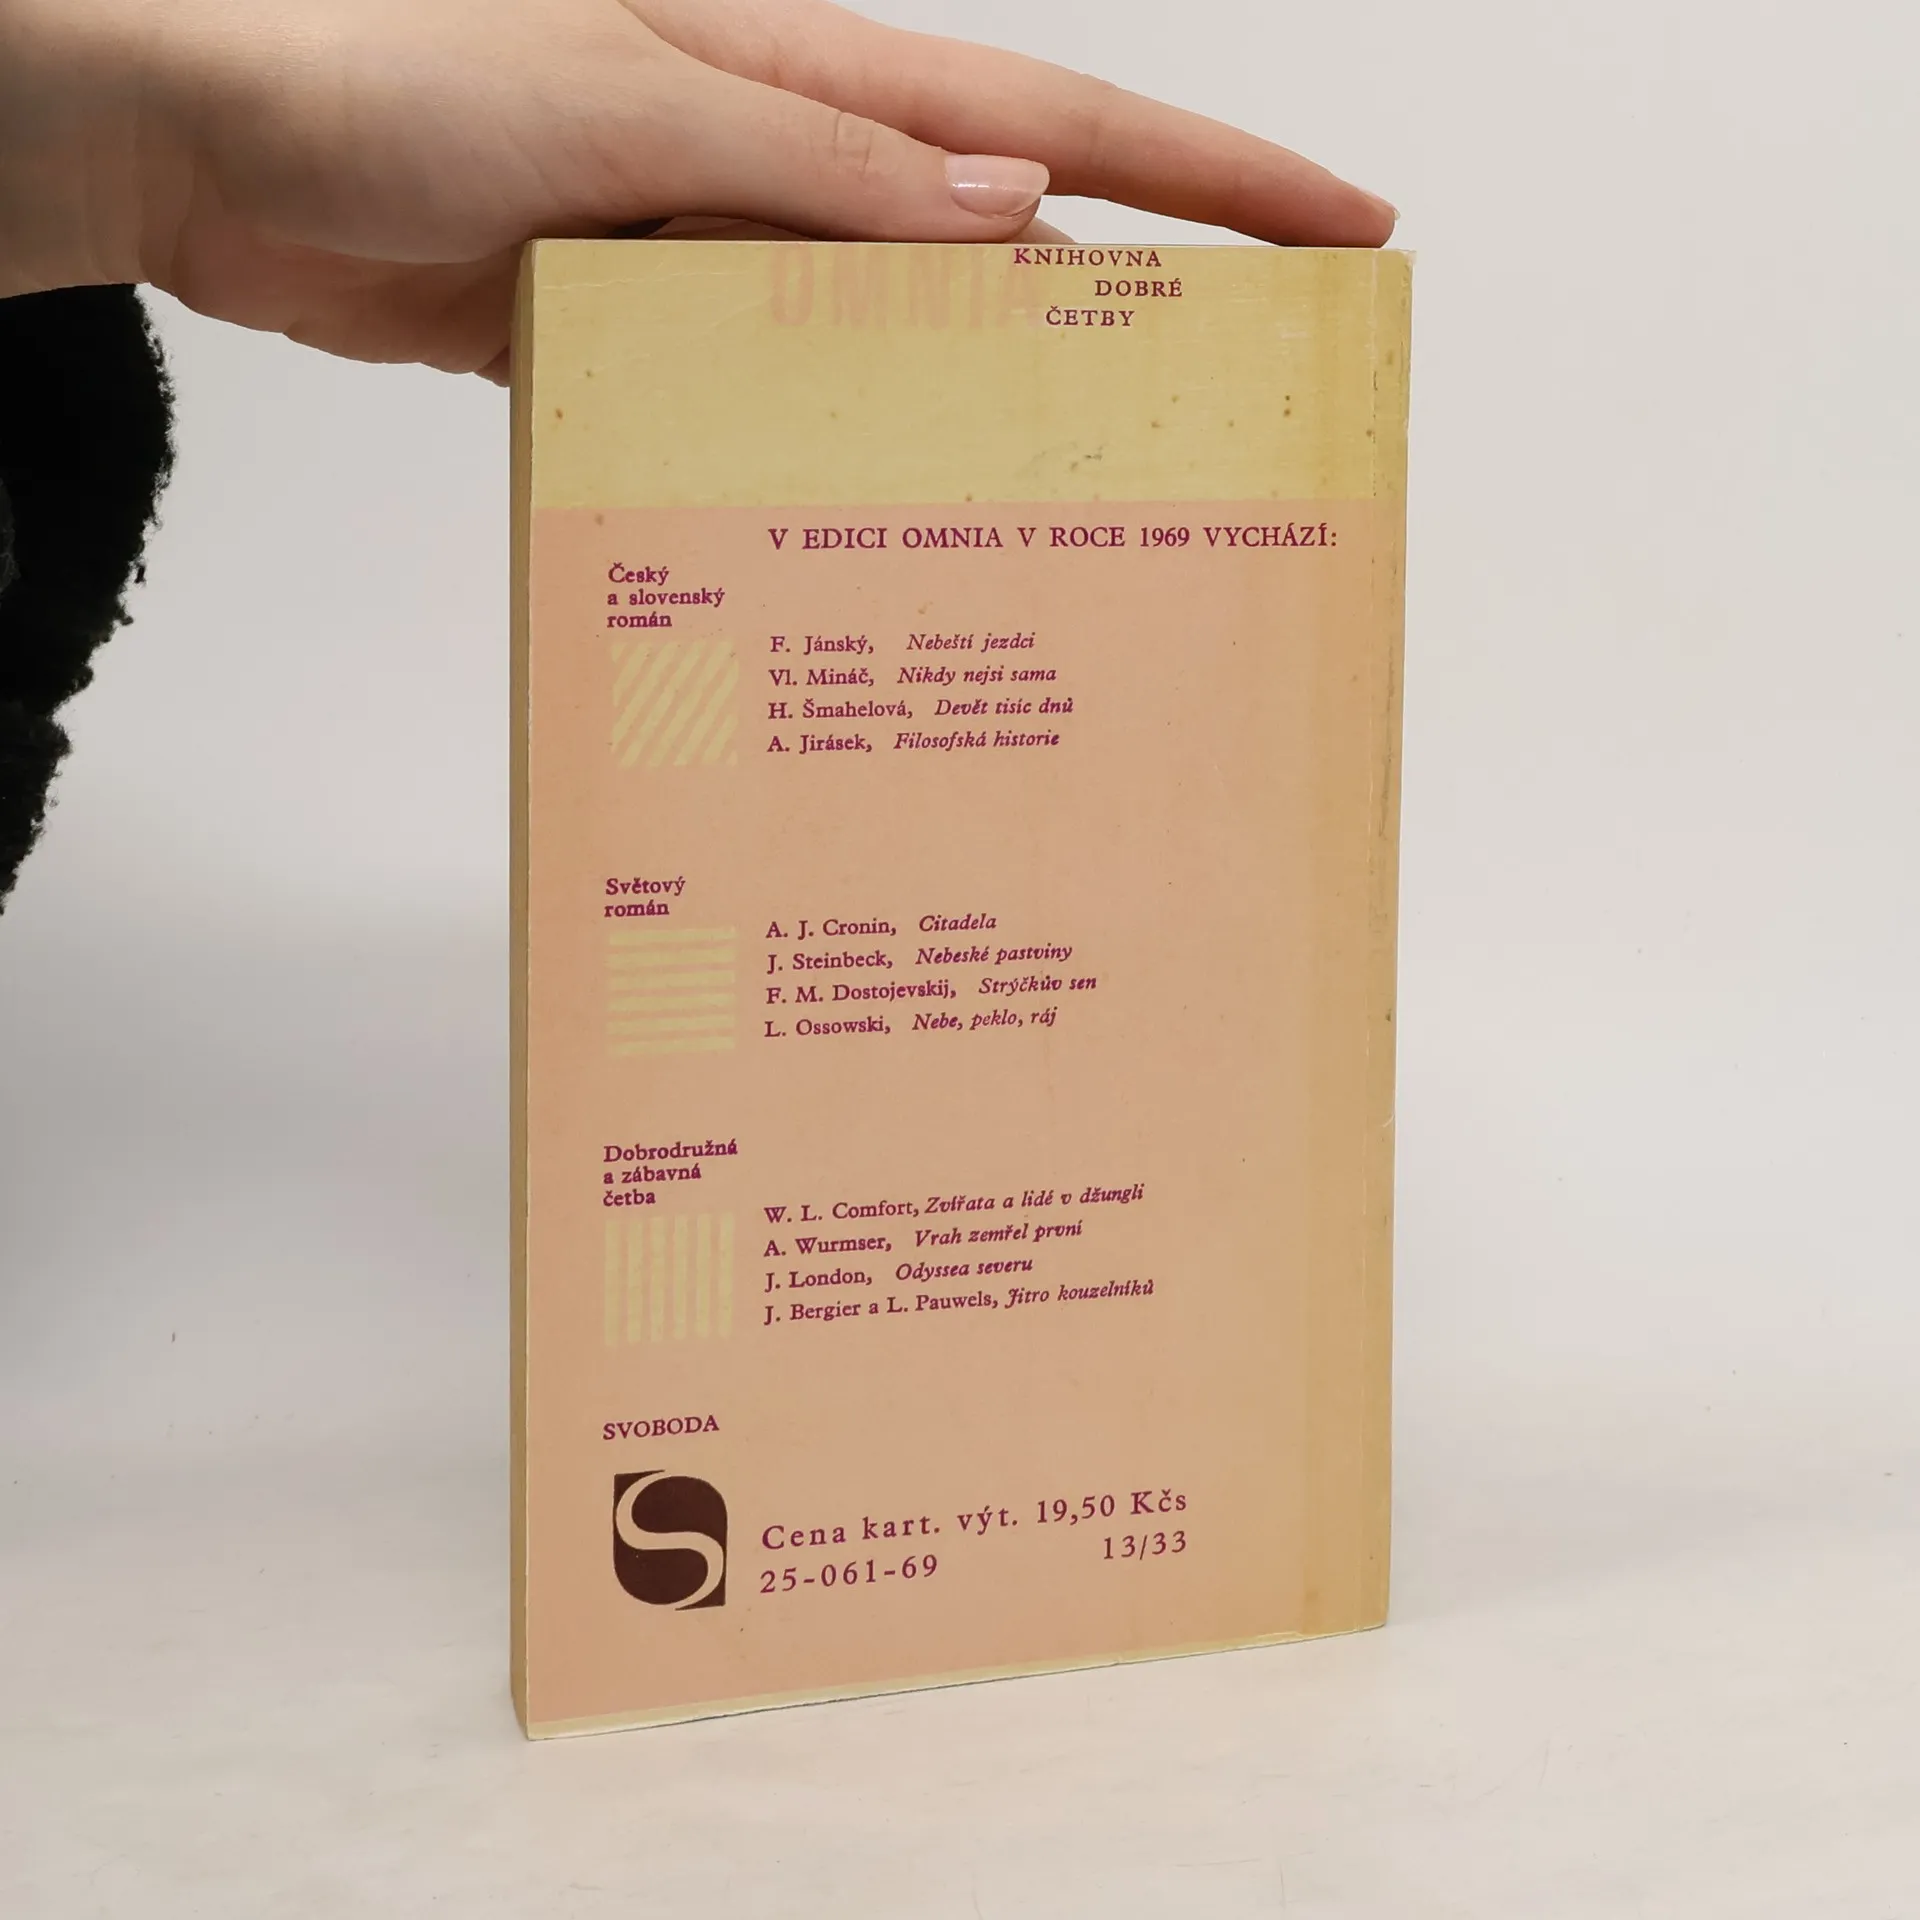 OMNIA
KNIHOVNA
DOBRÉ
ČETBY
V EDICI OMNIA V ROCE 1969 VYCHÁZÍ:
Český
a slovenský
román
F. Jánský, Nebeští jezdci
Vl. Mináč, Nikdy nejsi sama
H. Šmahelová, Devět tisíc dnů
A. Jirásek, Filosofská historie
Světový
román
A. J. Cronin, Citadela
J. Steinbeck, Nebeské pastviny
F. M. Dostojevskij, Strýčkův sen
L. Ossowski, Nebe, peklo, ráj
Dobrodružná
a zábavná
četba
W. L. Comfort, Zvířata a lidé v džungli
A. Wurmser, Vrah zemřel první
J. London, Odyssea severu
J. Bergier a L. Pauwels, Jitro kouzelníků
SVOBODA
S
Cena kart. výt. 19,50 Kčs
25-061-69 13/33